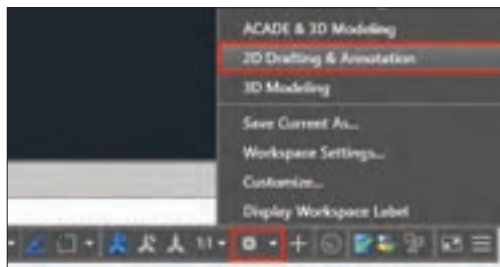 ACADE & 3D Modeling
2D Drafting & Annotation
3D Modeling
Save Current As...
Workspace Settings...
Customize...
Display Workspace Label
1:1